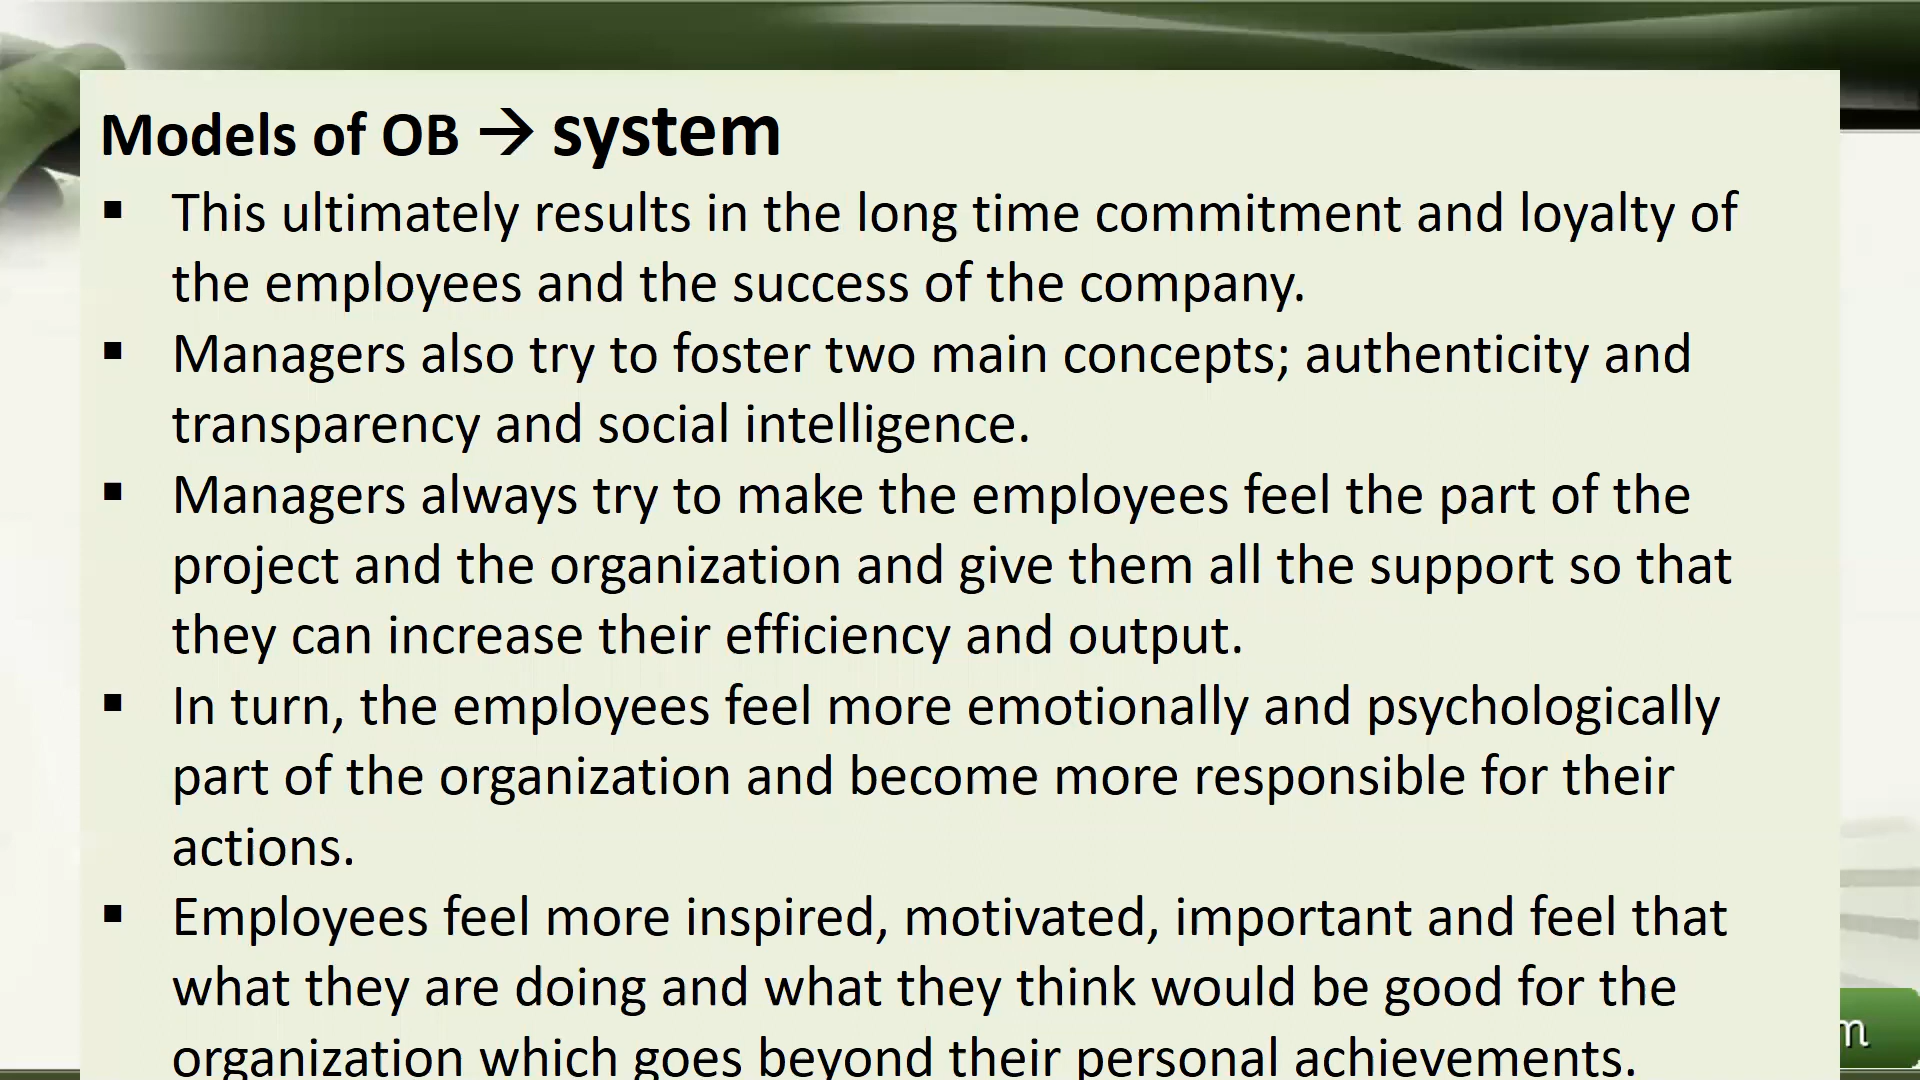 Models of OB → system
▪ This ultimately results in the long time commitment and loyalty of
the employees and the success of the company.
▪ Managers also try to foster two main concepts; authenticity and
transparency and social intelligence.
▪ Managers always try to make the employees feel the part of the
project and the organization and give them all the support so that
they can increase their efficiency and output.
▪ In turn, the employees feel more emotionally and psychologically
part of the organization and become more responsible for their
actions.
▪ Employees feel more inspired, motivated, important and feel that
what they are doing and what they think would be good for the
organization which goes beyond their personal achievements.